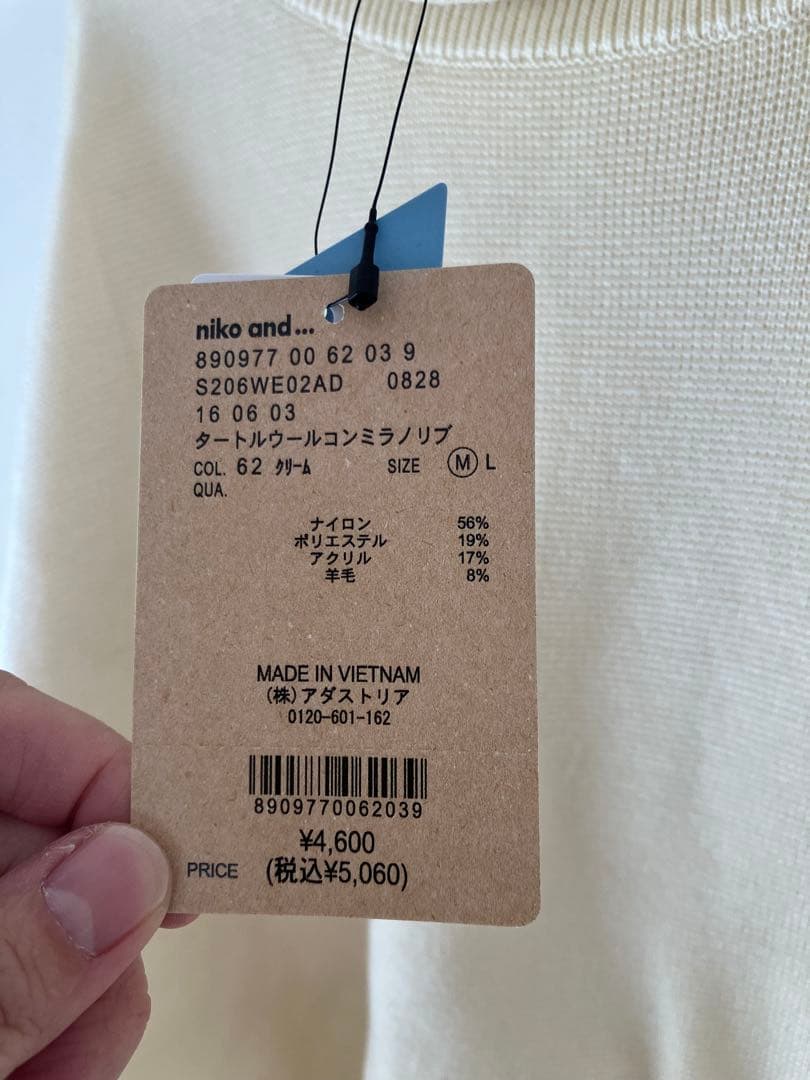 niko and...
890977 00 62 03 9
S206WE02AD 0828
16 06 03
タートルウールコンミラノリブ
COL. 62 クリーム SIZE Ⓜ L
QUA.
ナイロン 56%
ポリエステル 19%
アクリル 17%
羊毛 8%
MADE IN VIETNAM
(株)アダストリア
0120-601-162
8909770062039
¥4,600
PRICE (税込¥5,060)